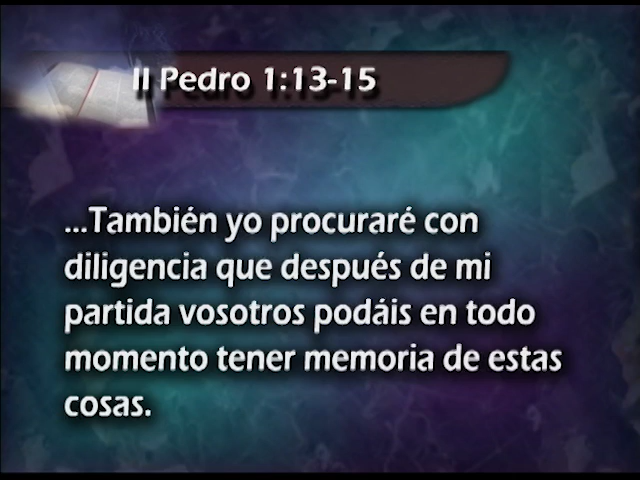 II Pedro 1:13-15
...También yo procuraré con
diligencia que después de mi
partida vosotros podáis en todo
momento tener memoria de estas
cosas.